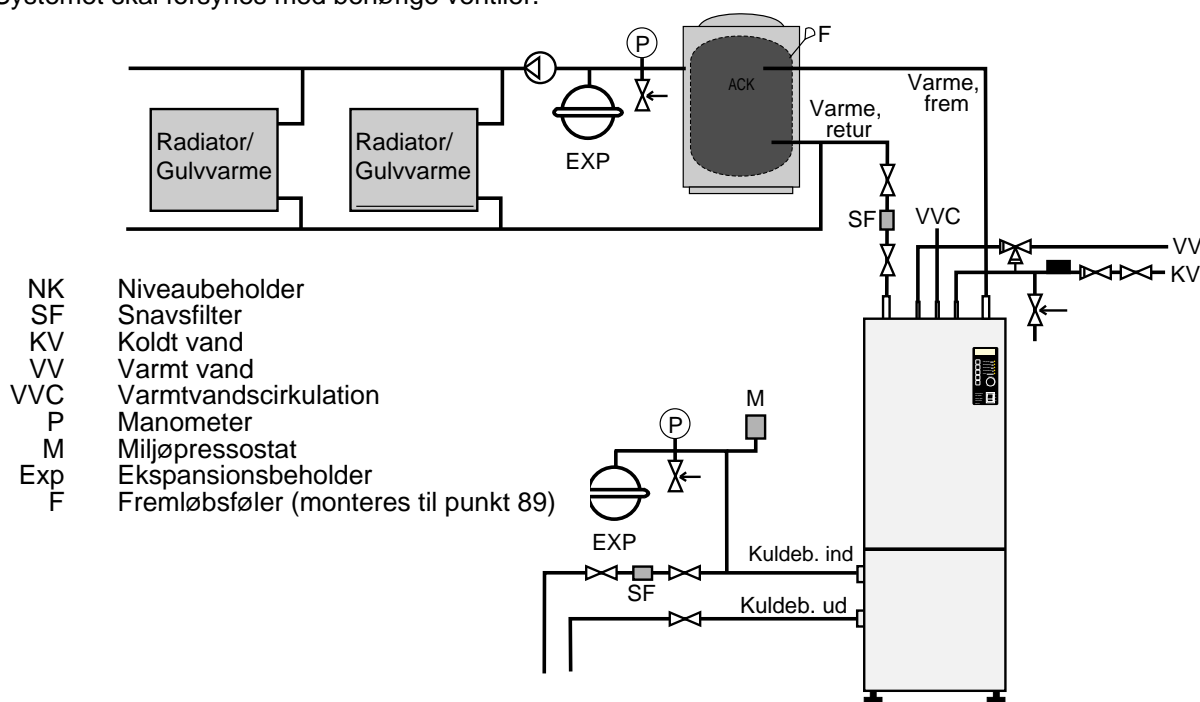 Systemet skal forsynes med behørige ventiler.
P
F
ACK
Varme,
frem
Varme,
retur
Radiator/
Gulvvarme
Radiator/
Gulvvarme
EXP
SF
VVC
VV
KV
NK Niveaubeholder
SF Snavsfilter
KV Koldt vand
VV Varmt vand
VVC Varmtvandscirkulation
P Manometer
M Miljøpressostat
Exp Ekspansionsbeholder
F Fremløbsføler (monteres til punkt 89)
M
P
EXP
Kuldeb. ind
SF
Kuldeb. ud